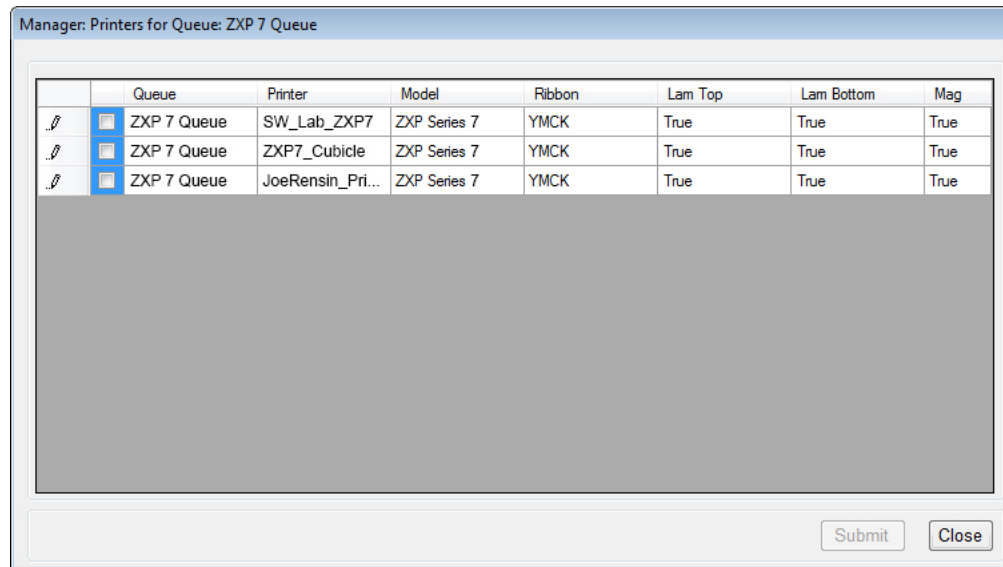 Manager: Printers for Queue: ZXP 7 Queue
Queue Printer Model Ribbon Lam Top Lam Bottom Mag
ZXP 7 Queue SW_Lab_ZXP7 ZXP Series 7 YMCK True True True
ZXP 7 Queue ZXP7_Cubicle ZXP Series 7 YMCK True True True
ZXP 7 Queue JoeRensin_Pri... ZXP Series 7 YMCK True True True
Submit Close